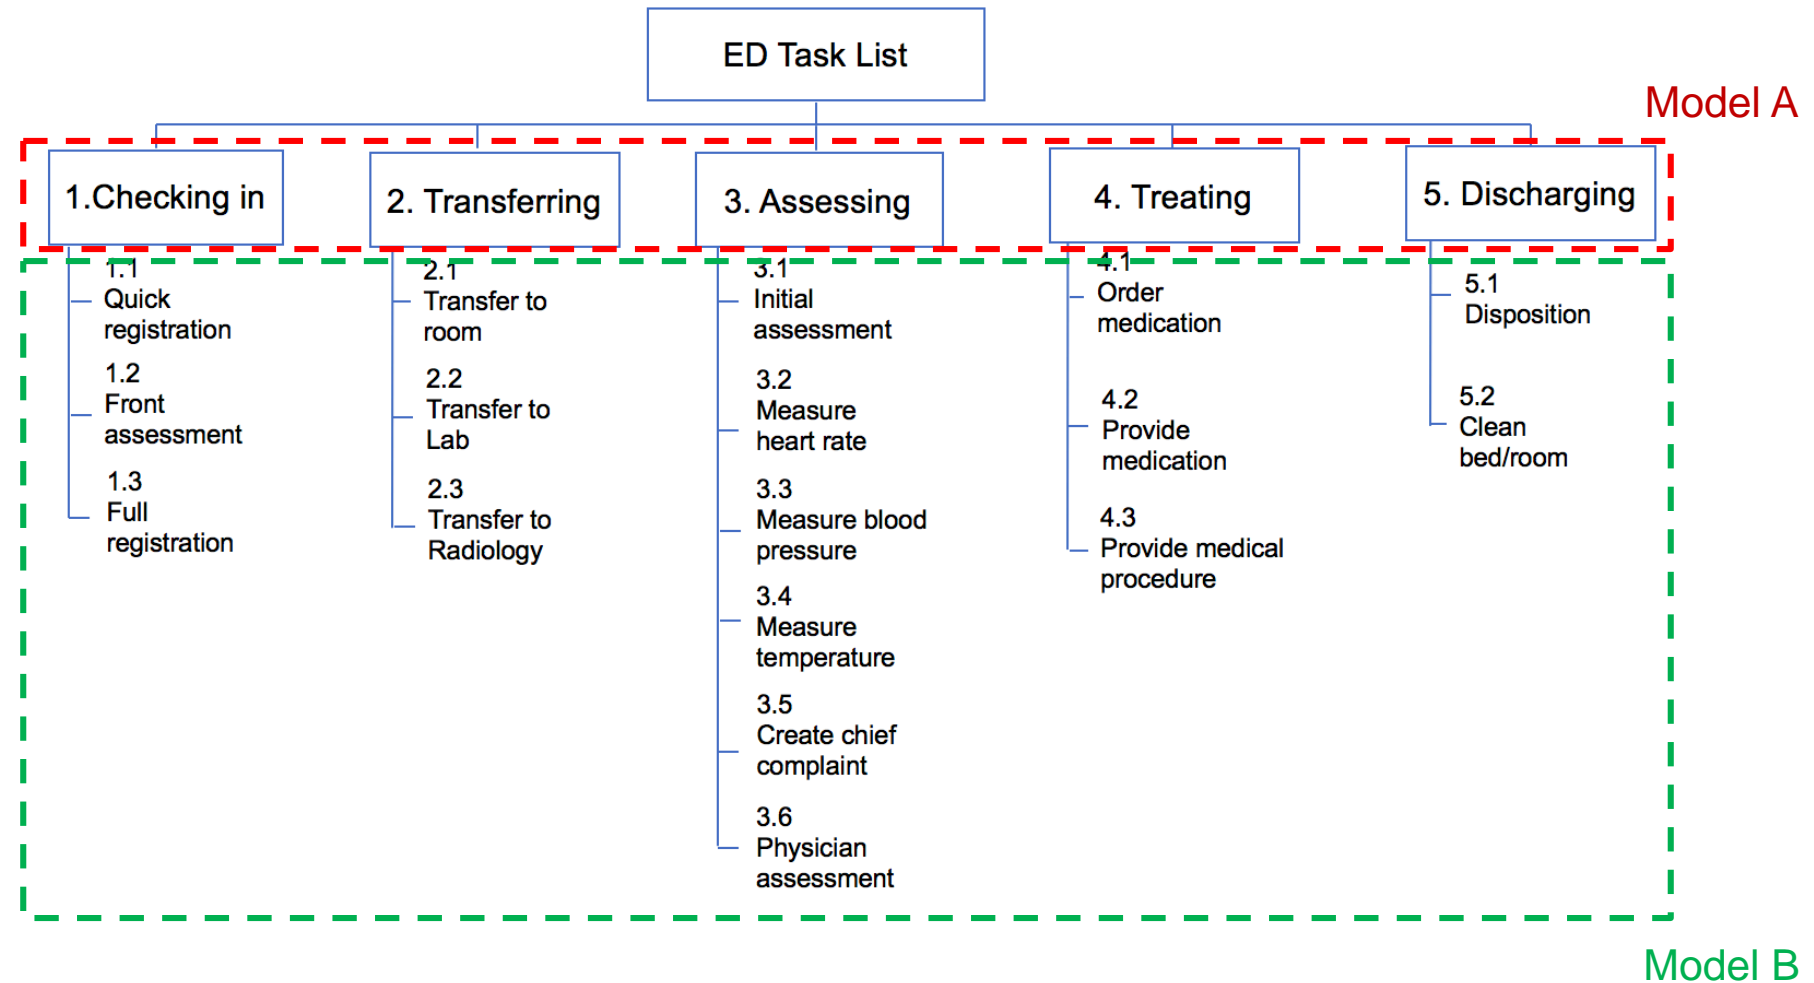 ED Task List
Model A
1.Checking in
2. Transferring
3. Assessing
4. Treating
5. Discharging
1.1
Quick
registration
1.2
Front
assessment
1.3
Full
registration
2.1
Transfer to
room
2.2
Transfer to
Lab
2.3
Transfer to
Radiology
3.1
Initial
assessment
3.2
Measure
heart rate
3.3
Measure blood
pressure
3.4
Measure
temperature
3.5
Create chief
complaint
3.6
Physician
assessment
4.1
Order
medication
4.2
Provide
medication
4.3
Provide medical
procedure
5.1
Disposition
5.2
Clean
bed/room
Model B